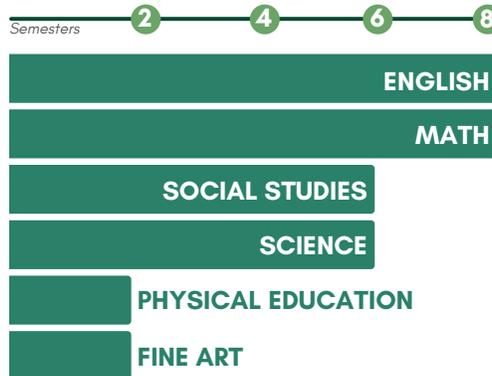 2 4 6 8
Semesters
ENGLISH
MATH
SOCIAL STUDIES
SCIENCE
PHYSICAL EDUCATION
FINE ART